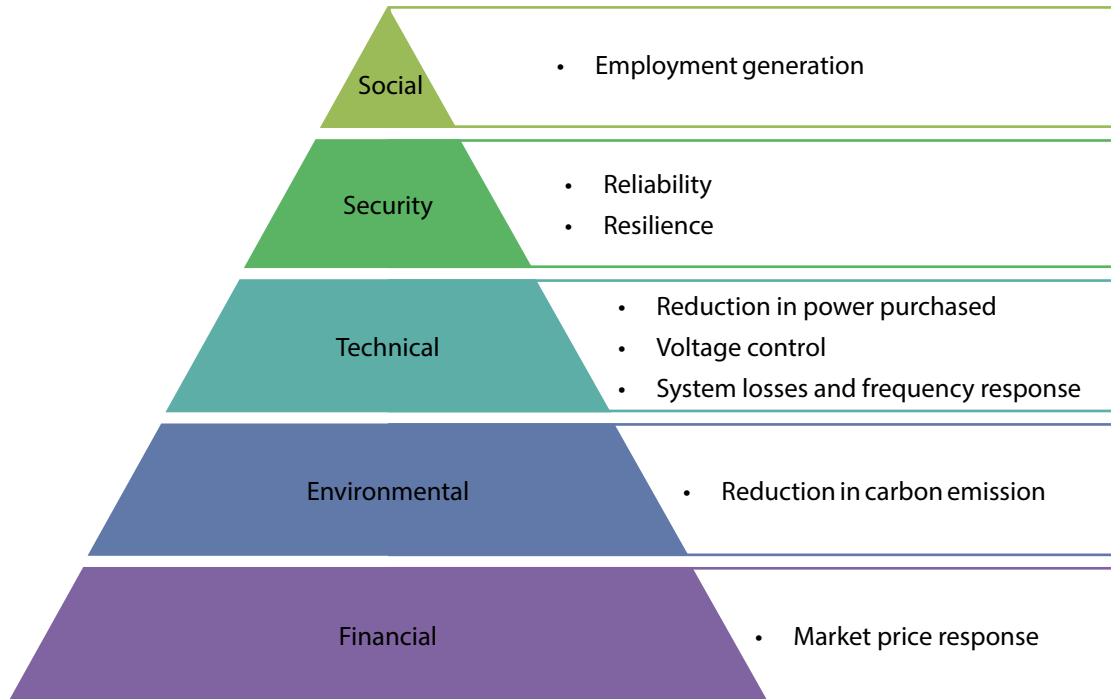 Social
• Employment generation
Security
• Reliability
• Resilience
Technical
• Reduction in power purchased
• Voltage control
• System losses and frequency response
Environmental
• Reduction in carbon emission
Financial
• Market price response